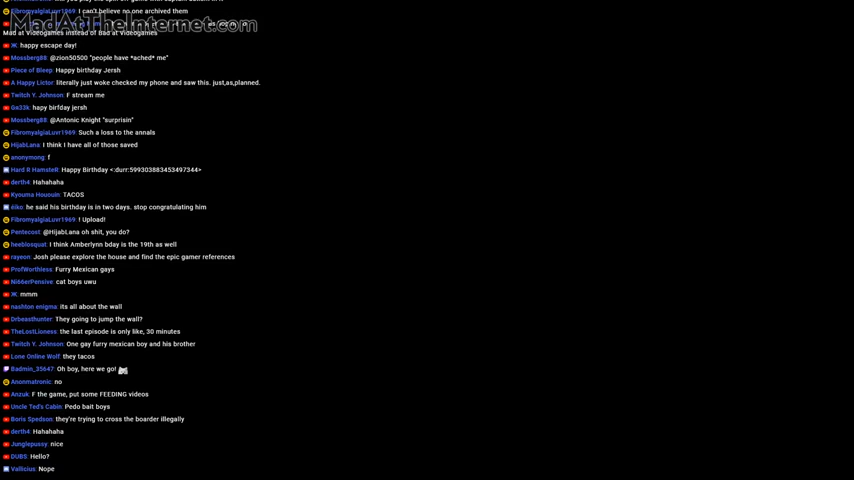 MadAtTheInternet.com
FibromyalgiaLuvr1969: I can't believe no one archived them
Mad at Videogames instead of Bad at Videogames
ЖК: happy escape day!
Mossberg88: @zion50500 "people have *ached* me"
Piece of Bleep: Happy birthday Jersh
A Happy Lictor: literally just woke checked my phone and saw this. just,as,planned.
Twitch Y. Johnson: F stream me
Ga33k: hapy birfday jersh
Mossberg88: @Antonic Knight "surprisin"
FibromyalgiaLuvr1969: Such a loss to the annals
HijabLana: I think I have all of those saved
anonymong: f
Hard R HamsteR: Happy Birthday <:durr:599303883453497344>
derth4: Hahahaha
Kyouma Hououin: TACOS
eiko: he said his birthday is in two days. stop congratulating him
FibromyalgiaLuvr1969: ! Upload!
Pentecost: @HijabLana oh shit, you do?
heeblosquat: I think Amberlynn bday is the 19th as well
rayeon: Josh please explore the house and find the epic gamer references
ProfWorthless: Furry Mexican gays
Ni66erPensive: cat boys uwu
mmm
nashton enigma: its all about the wall
Drbeasthunter: They going to jump the wall?
TheLostLioness: the last episode is only like, 30 minutes
Twitch Y. Johnson: One gay furry mexican boy and his brother
Lone Online Wolf: they tacos
Badmin_35647: Oh boy, here we go!
Anonmatronic: no
Anzuk: F the game, put some FEEDING videos
Uncle Ted's Cabin: Pedo bait boys
Boris Spedson: they're trying to cross the boarder illegally
derth4: Hahahaha
Junglepussy: nice
DUBS: Hello?
Vallicius: Nope